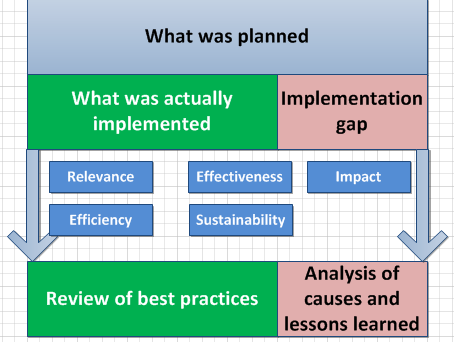 What was planned
What was actually
implemented
Implementation
gap
Relevance
Effectiveness
Impact
Efficiency
Sustainability
Review of best practices
Analysis of
causes and
lessons learned